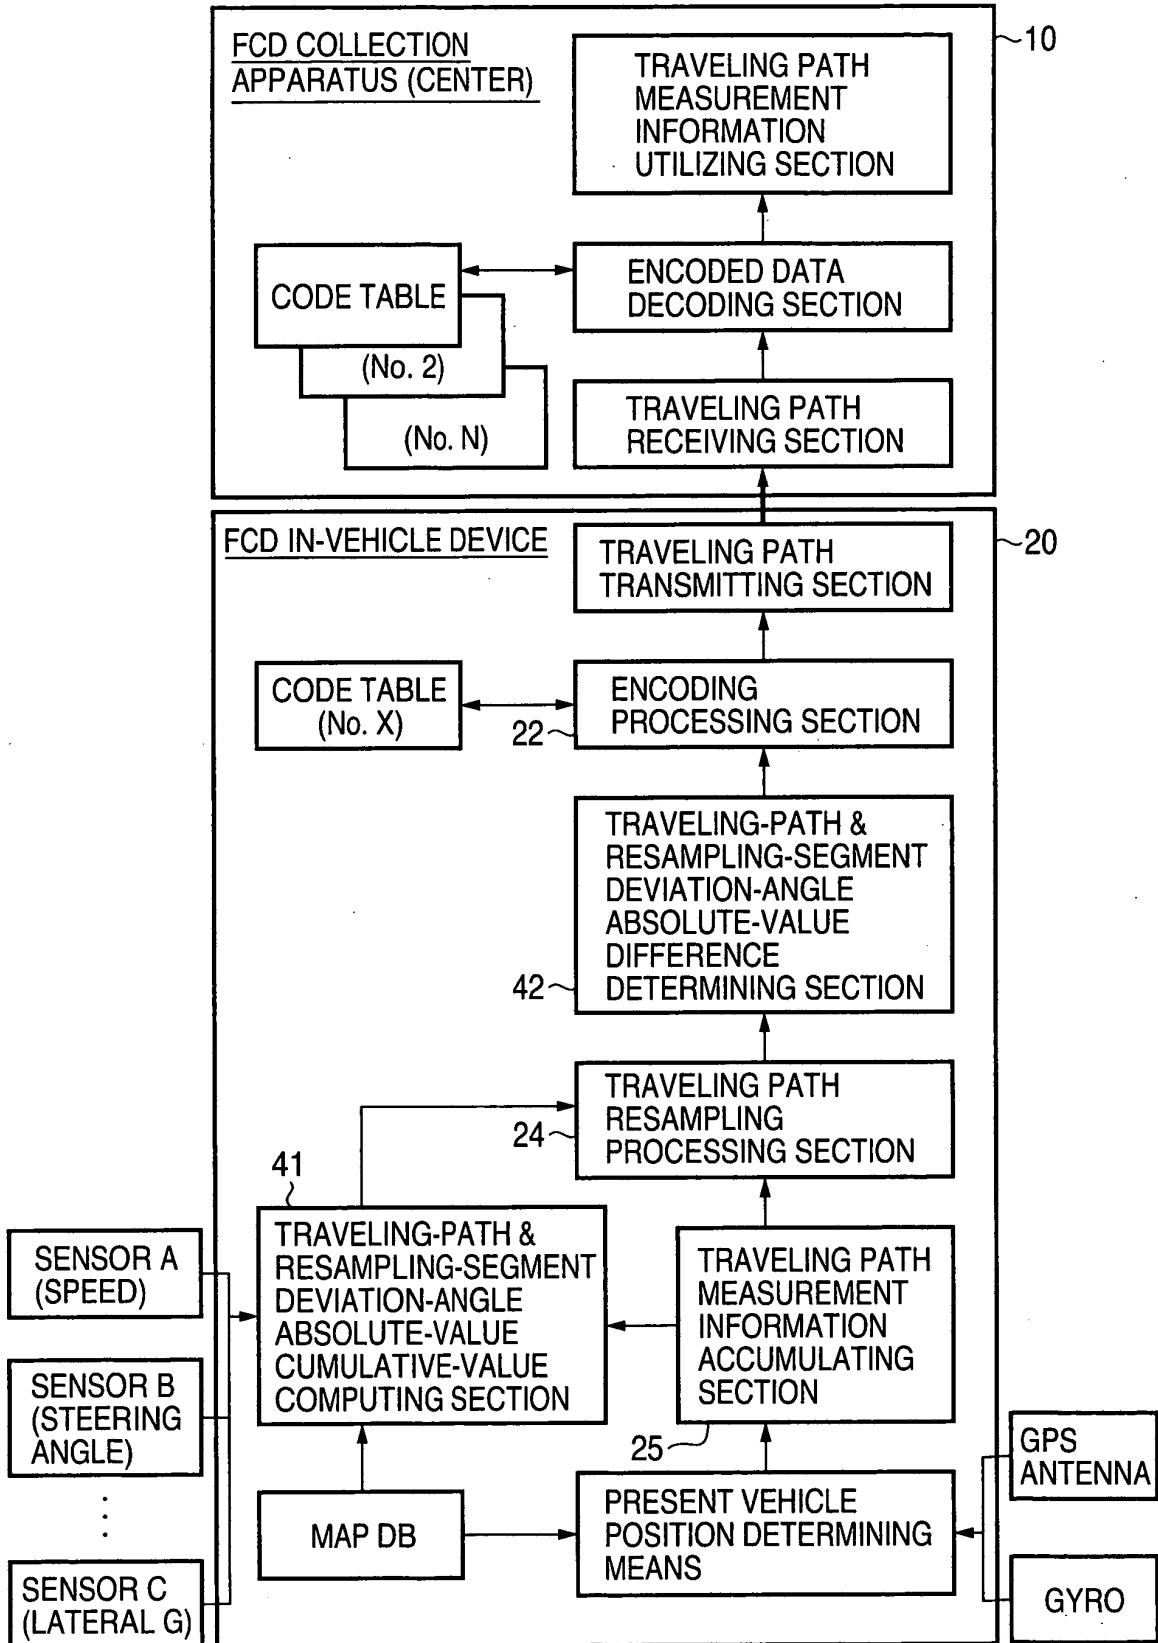 FCD COLLECTION
APPARATUS (CENTER)
10
TRAVELING PATH
MEASUREMENT
INFORMATION
UTILIZING SECTION
CODE TABLE
(No. 2)
(No. N)
ENCODED DATA
DECODING SECTION
TRAVELING PATH
RECEIVING SECTION
FCD IN-VEHICLE DEVICE
20
TRAVELING PATH
TRANSMITTING SECTION
CODE TABLE
(No. X)
ENCODING
PROCESSING SECTION
22
TRAVELING-PATH &
RESAMPLING-SEGMENT
DEVIATION-ANGLE
ABSOLUTE-VALUE
DIFFERENCE
DETERMINING SECTION
42
TRAVELING PATH
RESAMPLING
PROCESSING SECTION
24
41
TRAVELING-PATH &
RESAMPLING-SEGMENT
DEVIATION-ANGLE
ABSOLUTE-VALUE
CUMULATIVE-VALUE
COMPUTING SECTION
TRAVELING PATH
MEASUREMENT
INFORMATION
ACCUMULATING
SECTION
25
SENSOR A
(SPEED)
SENSOR B
(STEERING
ANGLE)
SENSOR C
(LATERAL G)
MAP DB
PRESENT VEHICLE
POSITION DETERMINING
MEANS
GPS
ANTENNA
GYRO